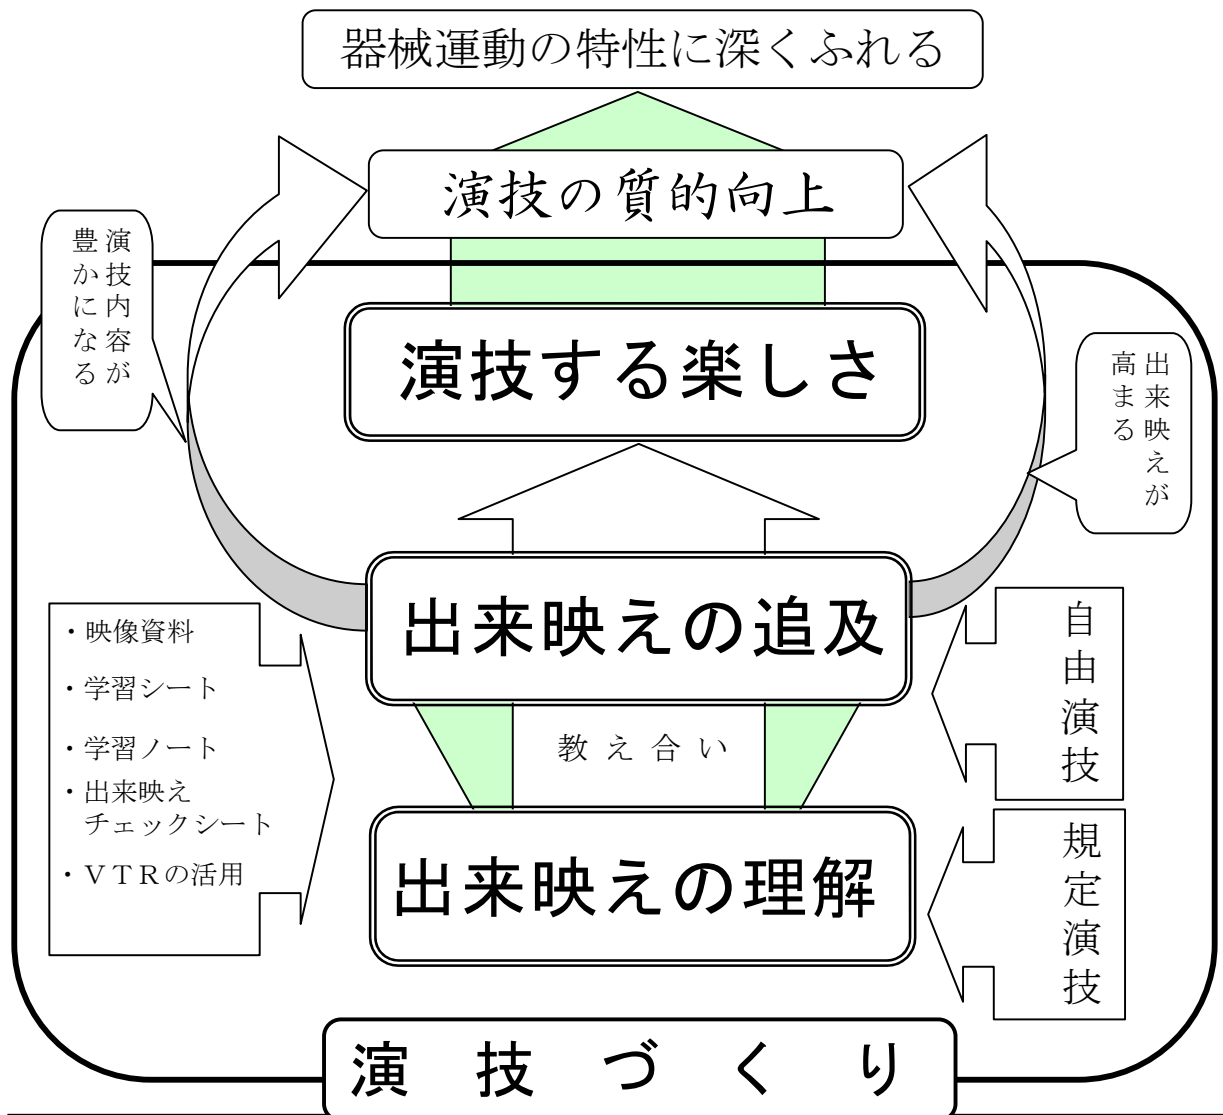 器械運動の特性に深くふれる
演技の質的向上
演技内容が
豊かになる
演技する楽しさ
出来映えが
高まる
出来映えの追及
・映像資料
・学習シート
・学習ノート
・出来映え
チェックシート
・ＶＴＲの活用
教え合い
自由演技
出来映えの理解
規定演技
演技づくり